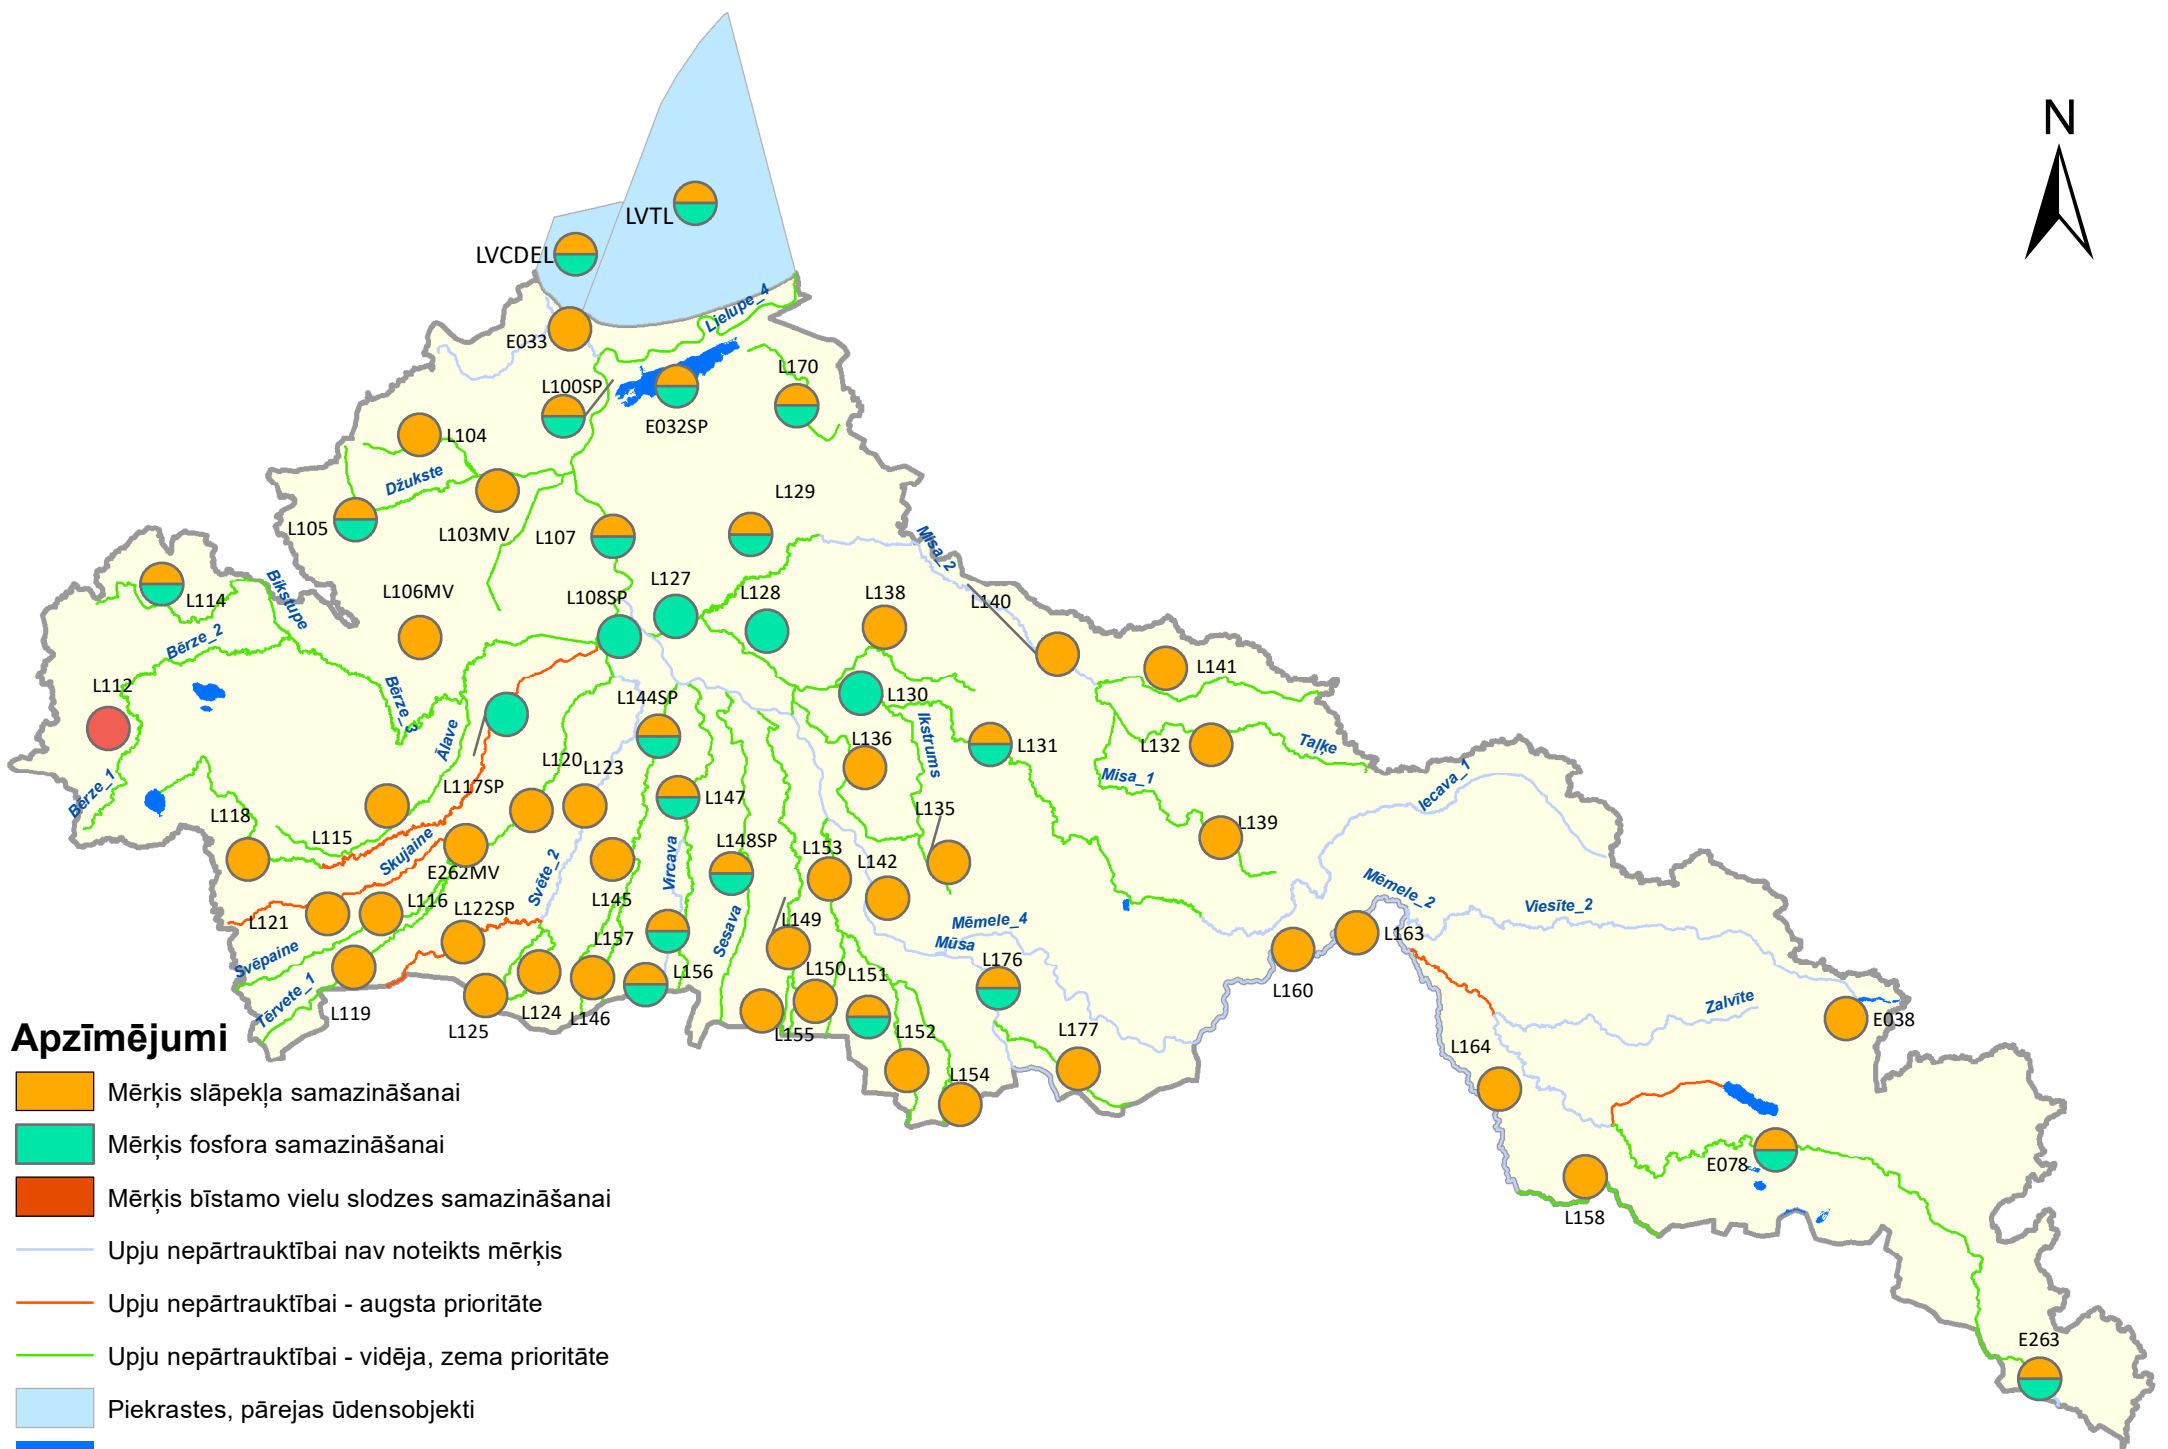 N
LVTL
LVCDEL
Lielupe_4
E033
L170
L100SP
E032SP
L104
Džukste
L129
L105
L103MV
L107
Misa_2
Bikstupe
L127
L106MV
L108SP
L128
L138
L140
L114
Bērze_2
L141
L112
Bērze_3
L144SP
L130
Ikstrums
Ālave
L136
L131
L132
Taļķe
L120
L123
Misa_1
Iecava_1
Bērze_1
L117SP
L147
L118
L115
L135
L139
Skujaine
L148SP
L153
L142
E262MV
Svēte_2
Vircava
Mēmele_2
L116
L145
Viesīte_2
L121
L122SP
L149
Mēmele_4
L163
Sesava
L157
Mūsa
Svēpaine
L176
L160
L156
L150
L151
Tērvete_1
Zalvīte
L119
L124
L146
E038
L125
L155
L152
L177
L164
L154
E078
L158
E263
Apzīmējumi
Mērķis slāpekļa samazināšanai
Mērķis fosfora samazināšanai
Mērķis bīstamo vielu slodzes samazināšanai
Upju nepārtrauktībai nav noteikts mērķis
Upju nepārtrauktībai - augsta prioritāte
Upju nepārtrauktībai - vidēja, zema prioritāte
Piekrastes, pārejas ūdensobjekti